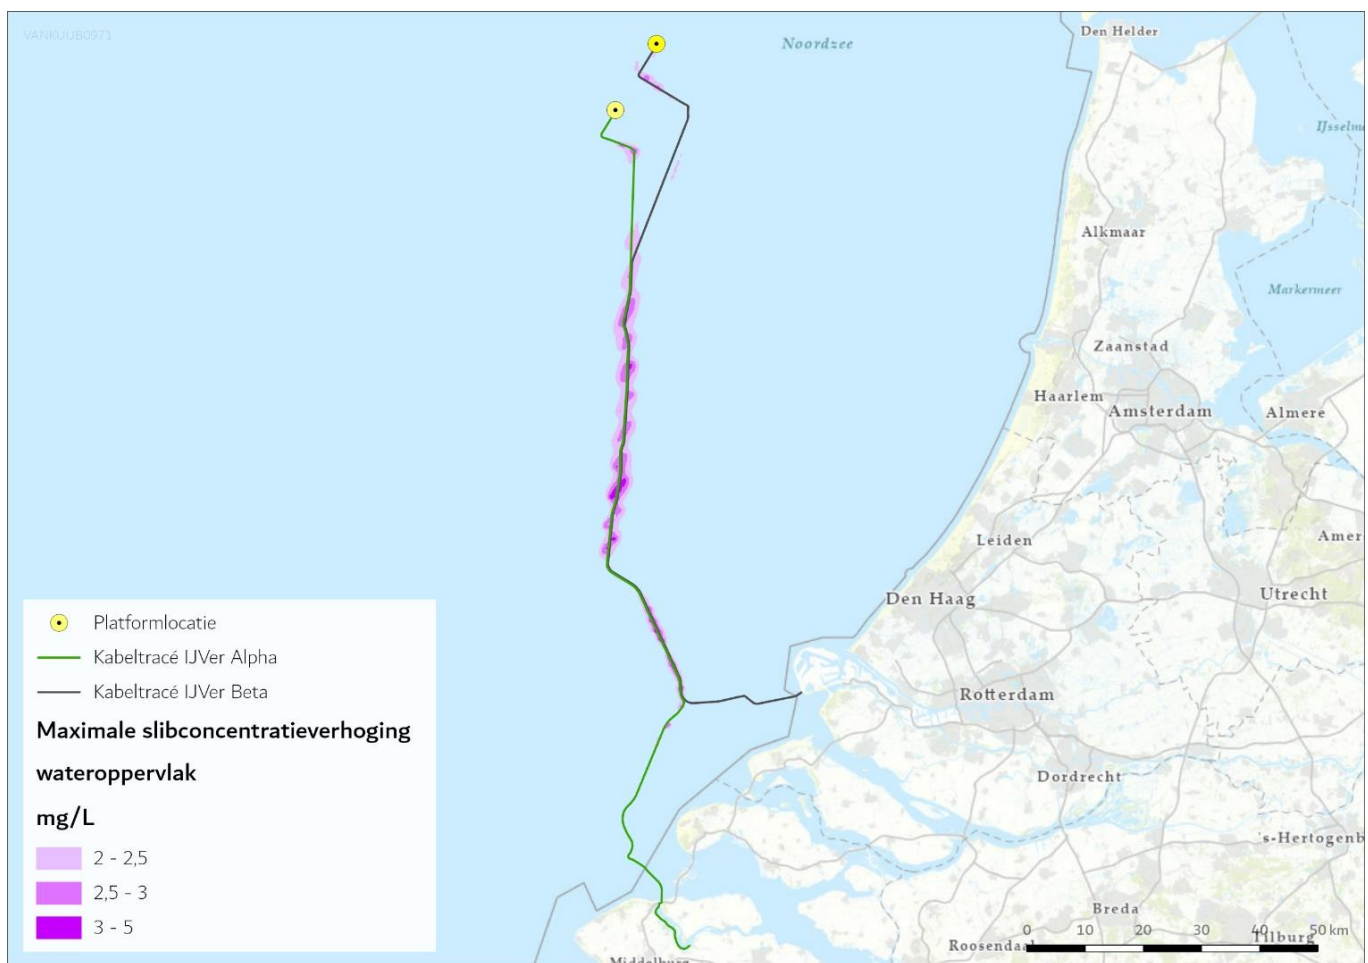 VANKUIJB0971
Noordzee
Den Helder
Alkmaar
Markermeer
Zaanstad
Haarlem
Amsterdam
Almere
Leiden
Den Haag
Utrecht
Rotterdam
Dordrecht
's-Hertogenb
Breda
Roosendaal
Tilburg
Middelburg
Platformlocatie
Kabeltracé IJVer Alpha
Kabeltracé IJVer Beta
Maximale slibconcentratieverhoging
wateroppervlak
mg/L
2 - 2,5
2,5 - 3
3 - 5
0 10 20 30 40 50 km
IJsselm
Amer